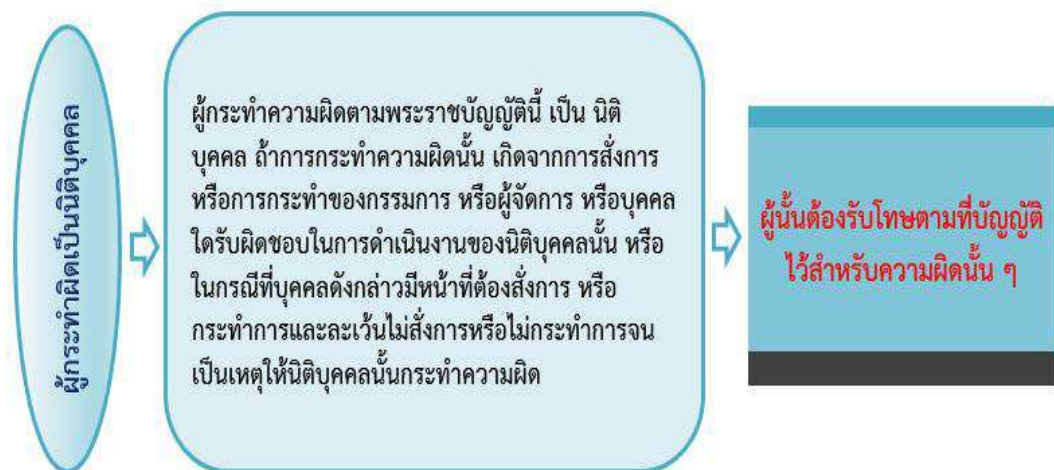 ผู้กระทำผิดเป็นนิติบุคคล
ผู้กระทำความผิดตามพระราชบัญญัตินี้ เป็น นิติ
บุคคล ถ้าการกระทำความผิดนั้น เกิดจากการสั่งการ
หรือการกระทำของกรรมการ หรือผู้จัดการ หรือบุคคล
ใดรับผิดชอบในการดำเนินงานของนิติบุคคลนั้น หรือ
ในกรณีที่บุคคลดังกล่าวมีหน้าที่ต้องสั่งการ หรือ
กระทำการและละเว้นไม่สั่งการหรือไม่กระทำการจน
เป็นเหตุให้นิติบุคคลนั้นกระทำความผิด
ผู้นั้นต้องรับโทษตามที่บัญญัติ
ไว้สำหรับความผิดนั้น ๆ